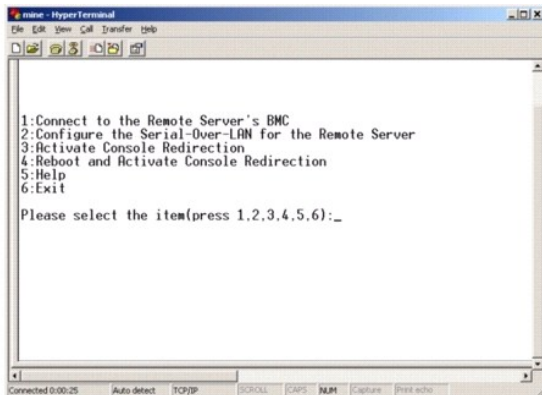 mine - HyperTerminal
File Edit View Call Transfer Help
1:Connect to the Remote Server's BMC
2:Configure the Serial-Over-LAN for the Remote Server
3:Activate Console Redirection
4:Reboot and Activate Console Redirection
5:Help
6:Exit
Please select the item(press 1,2,3,4,5,6):_
Connected 0:00:25 Auto detect TCP/IP SCROLL CAPS NUM Capture Print echo